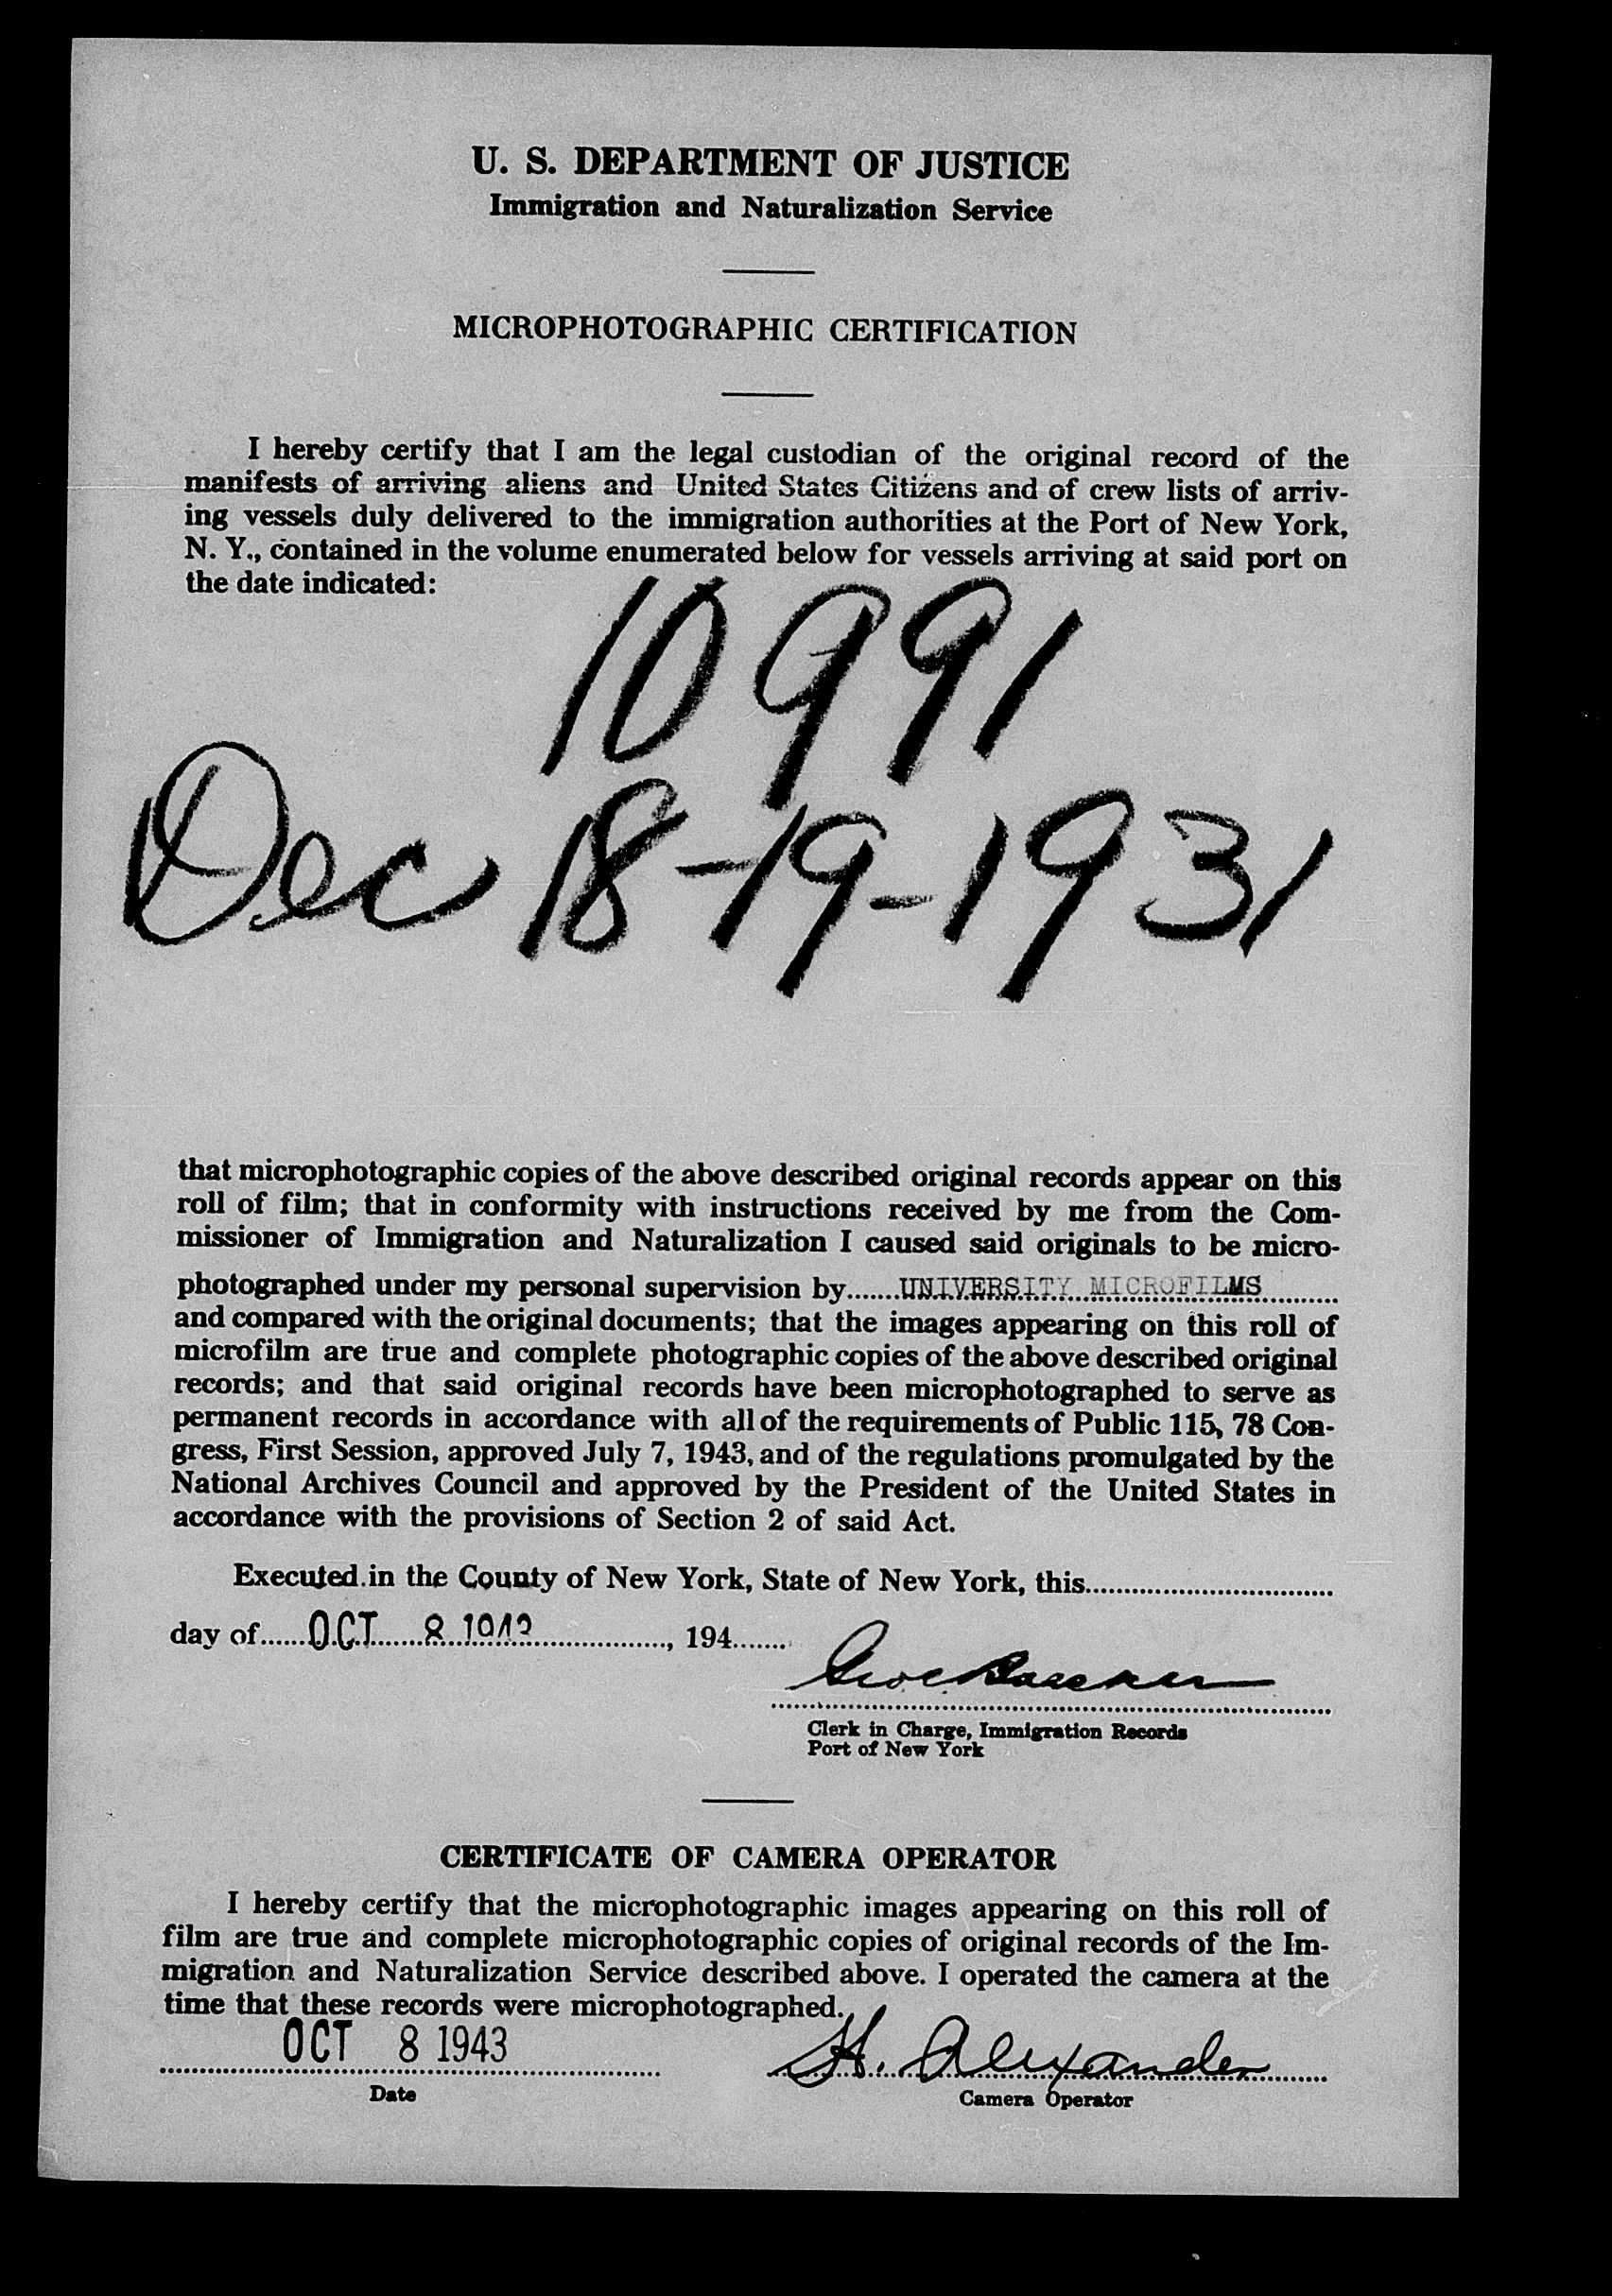 U. S. DEPARTMENT OF JUSTICE
Immigration and Naturalization Service
MICROPHOTOGRAPHIC CERTIFICATION
I hereby certify that I am the legal custodian of the original record of the
manifests of arriving aliens and United States Citizens and of crew lists of arriv-
ing vessels duly delivered to the immigration authorities at the Port of New York,
N. Y., contained in the volume enumerated below for vessels arriving at said port on
the date indicated:
10991
Dec 18-19-1931
that microphotographic copies of the above described original records appear on this
roll of film; that in conformity with instructions received by me from the Com-
missioner of Immigration and Naturalization I caused said originals to be micro-
photographed under my personal supervision by.......UNIVERSITY MICROFILMS..........
and compared with the original documents; that the images appearing on this roll of
microfilm are true and complete photographic copies of the above described original
records; and that said original records have been microphotographed to serve as
permanent records in accordance with all of the requirements of Public 115, 78 Con-
gress, First Session, approved July 7, 1943, and of the regulations promulgated by the
National Archives Council and approved by the President of the United States in
accordance with the provisions of Section 2 of said Act.
Executed in the County of New York, State of New York, this................................
day of......OCT 8 1943................, 194.......
Clerk in Charge, Immigration Records
Port of New York
CERTIFICATE OF CAMERA OPERATOR
I hereby certify that the microphotographic images appearing on this roll of
film are true and complete microphotographic copies of original records of the Im-
migration and Naturalization Service described above. I operated the camera at the
time that these records were microphotographed.
OCT 8 1943 H. Alexander
Date Camera Operator